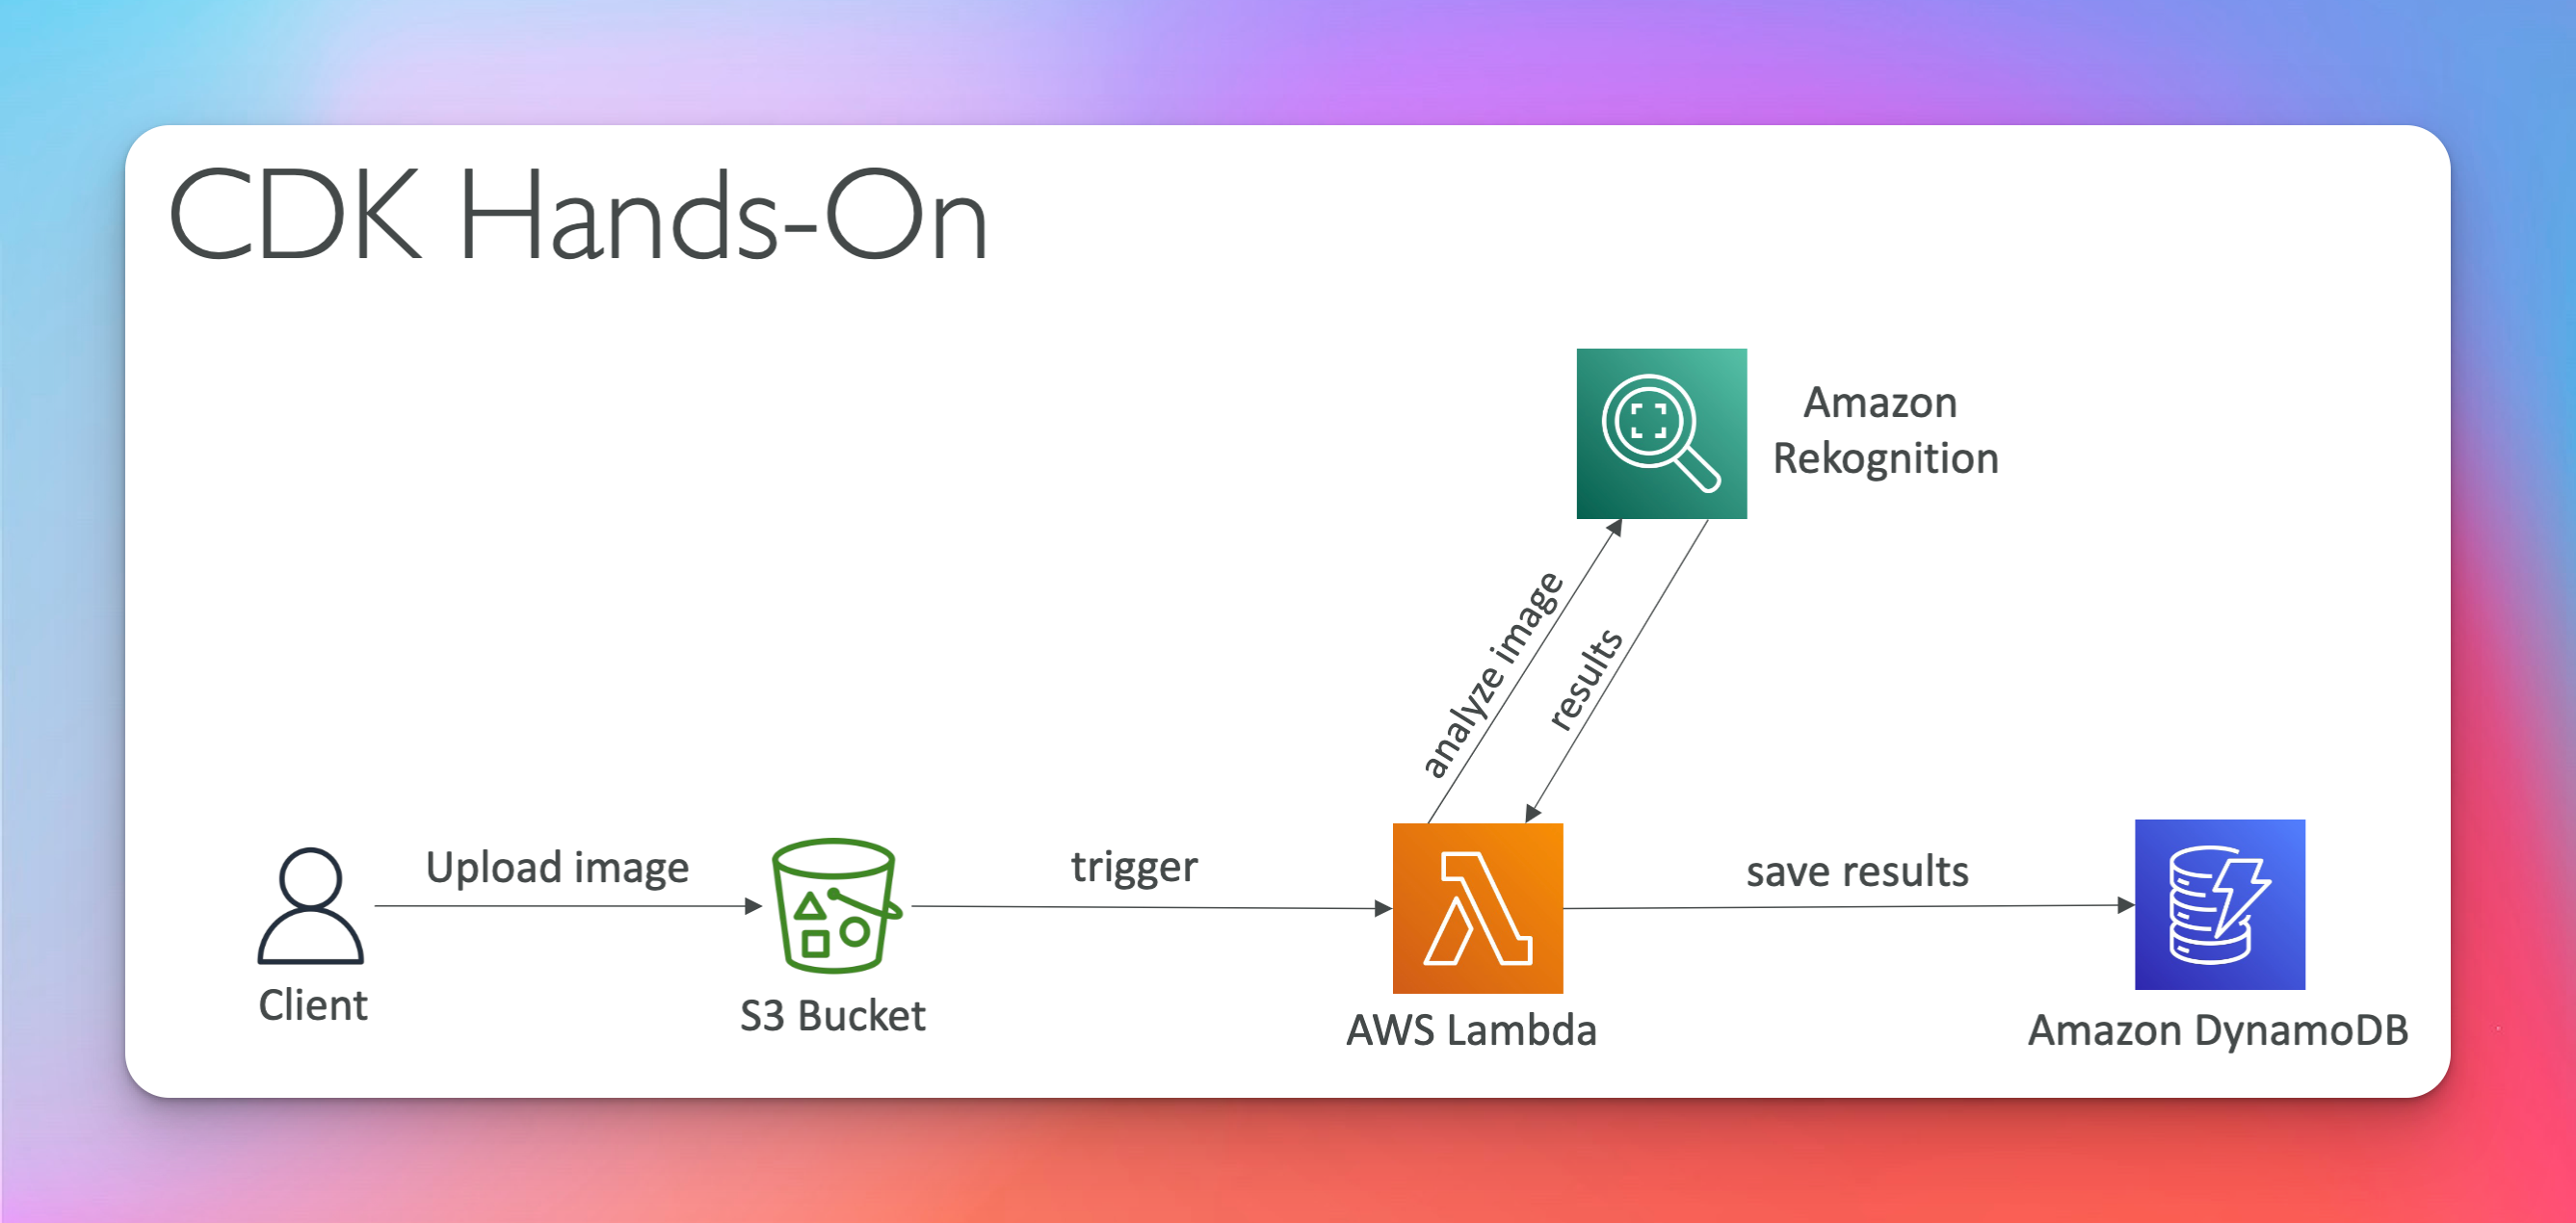 CDK Hands-On
Amazon
Rekognition
analyze image
results
Upload image
trigger
save results
Client
S3 Bucket
AWS Lambda
Amazon DynamoDB